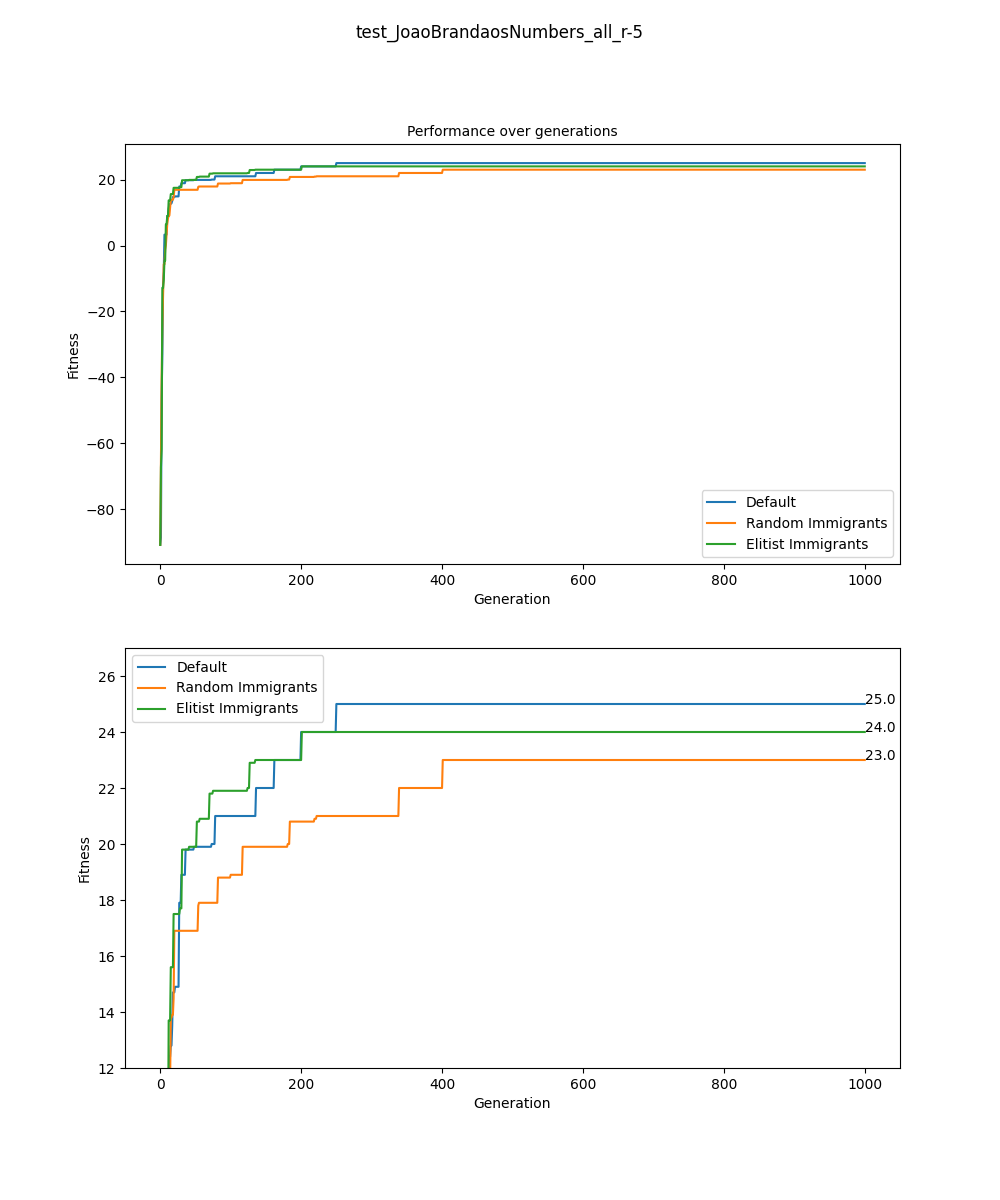 test_JoaoBrandaosNumbers_all_r-5
Performance over generations
20
0
−20
−40
−60
−80
Fitness
Default
Random Immigrants
Elitist Immigrants
0 200 400 600 800 1000
Generation
Default
Random Immigrants
Elitist Immigrants
26
24
22
20
18
16
14
12
Fitness
25.0
24.0
23.0
0 200 400 600 800 1000
Generation